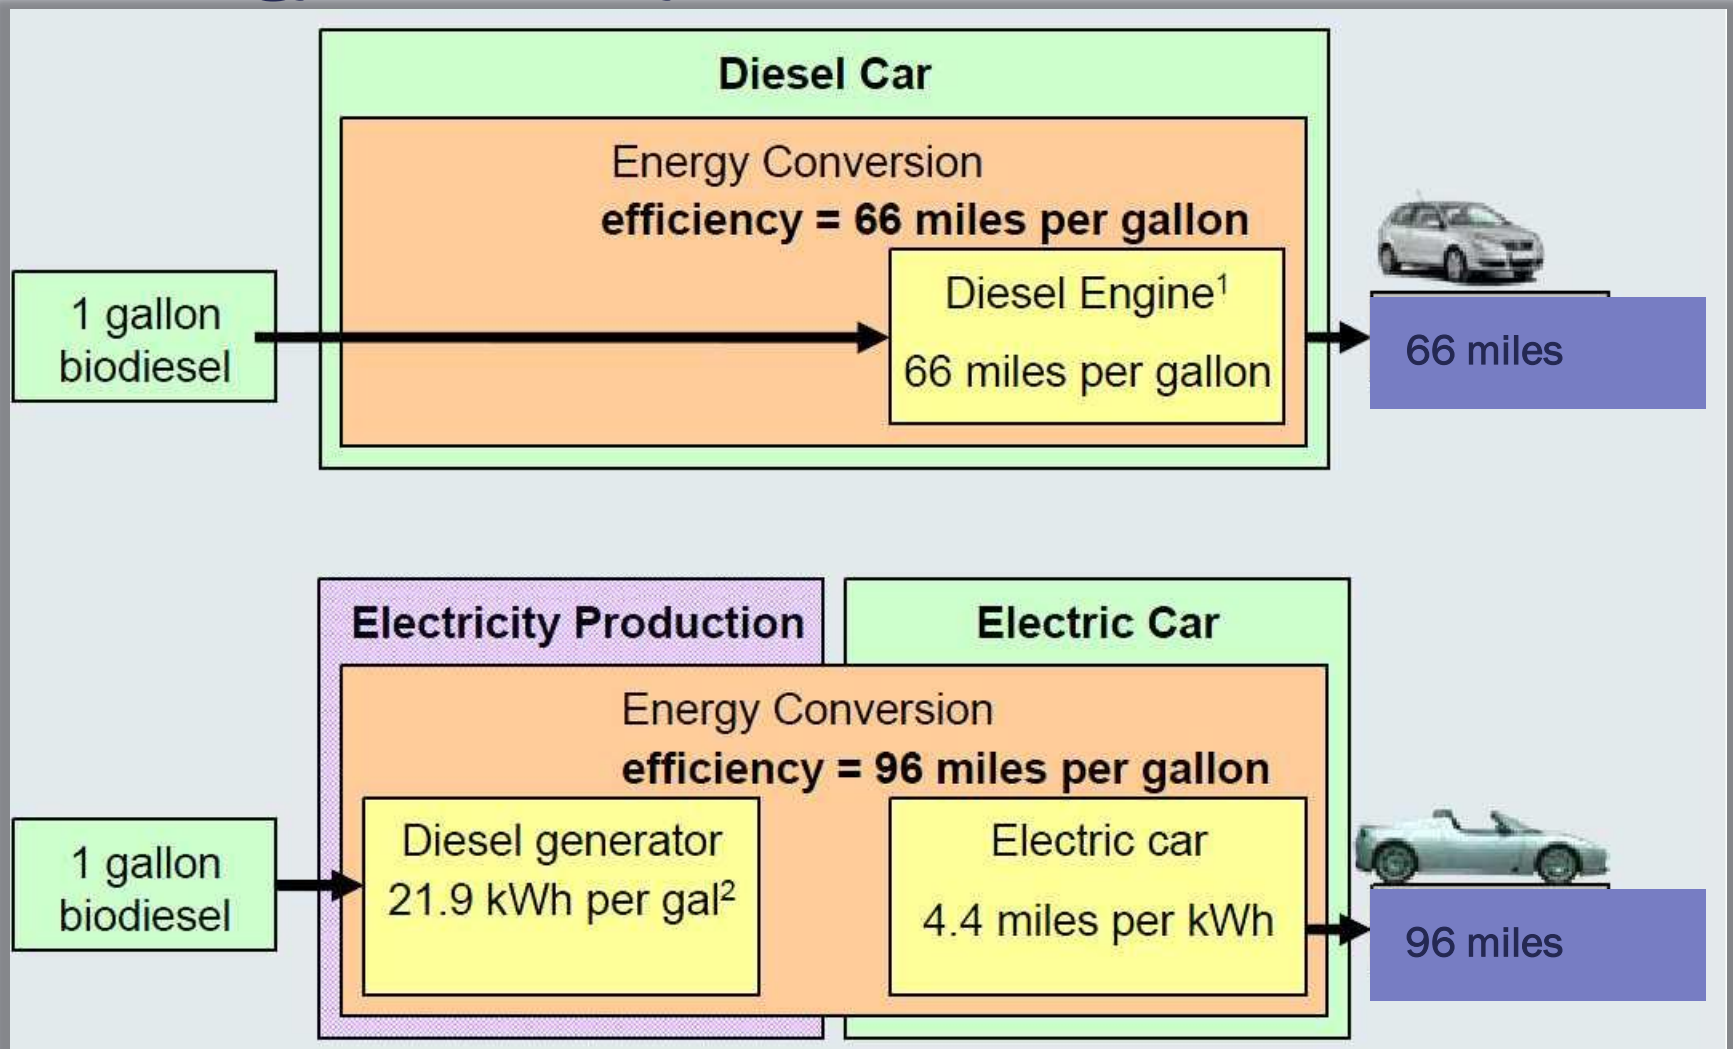 Diesel Car
Energy Conversion
efficiency = 66 miles per gallon
1 gallon
biodiesel
Diesel Engine¹
66 miles per gallon
66 miles
Electricity Production
Electric Car
Energy Conversion
efficiency = 96 miles per gallon
1 gallon
biodiesel
Diesel generator
21.9 kWh per gal²
Electric car
4.4 miles per kWh
96 miles